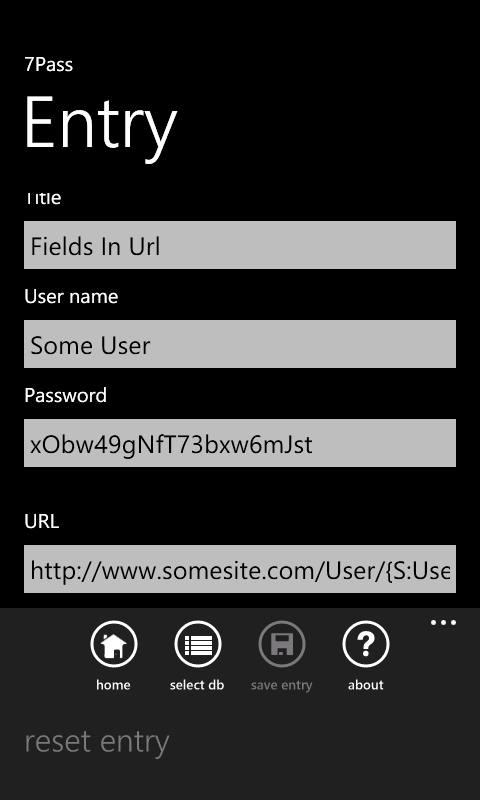 7Pass
Entry
Title
Fields In Url
User name
Some User
Password
xObw49gNfT73bxw6mJst
URL
http://www.somesite.com/User/{S:Use
home
select db
save entry
about
reset entry